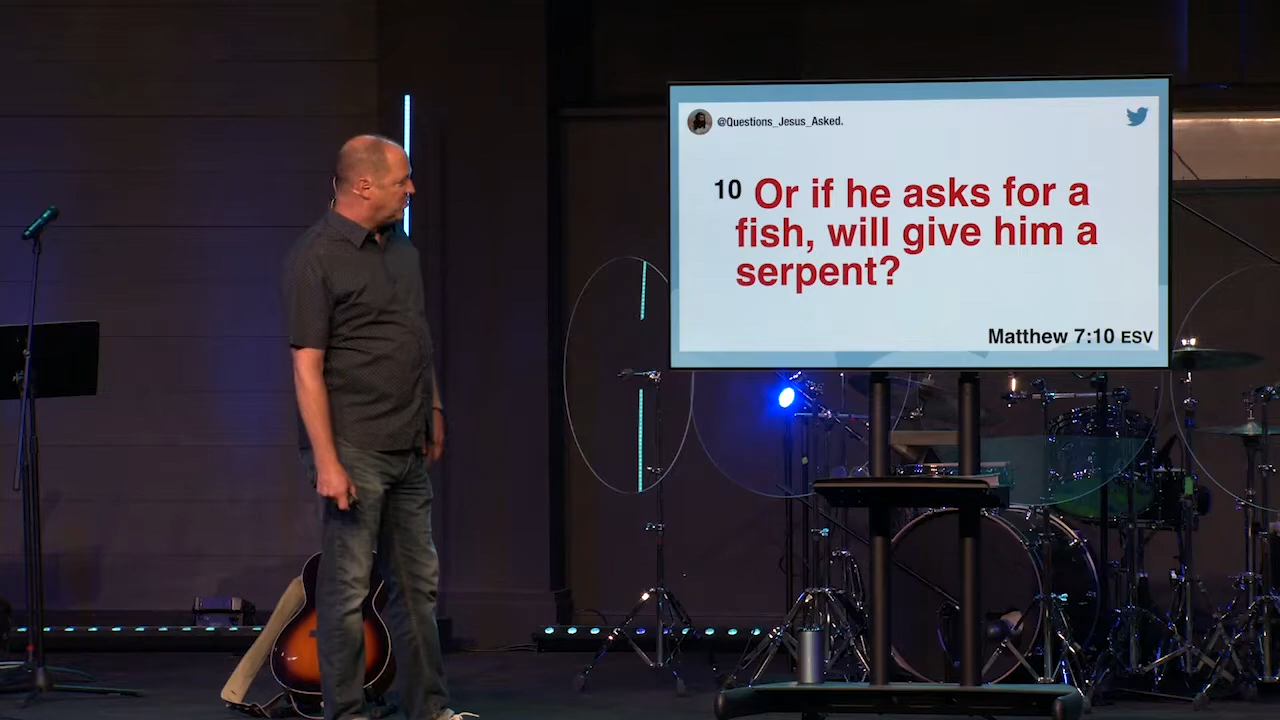 @Questions_Jesus_Asked.
10 Or if he asks for a
fish, will give him a
serpent?
Matthew 7:10 ESV